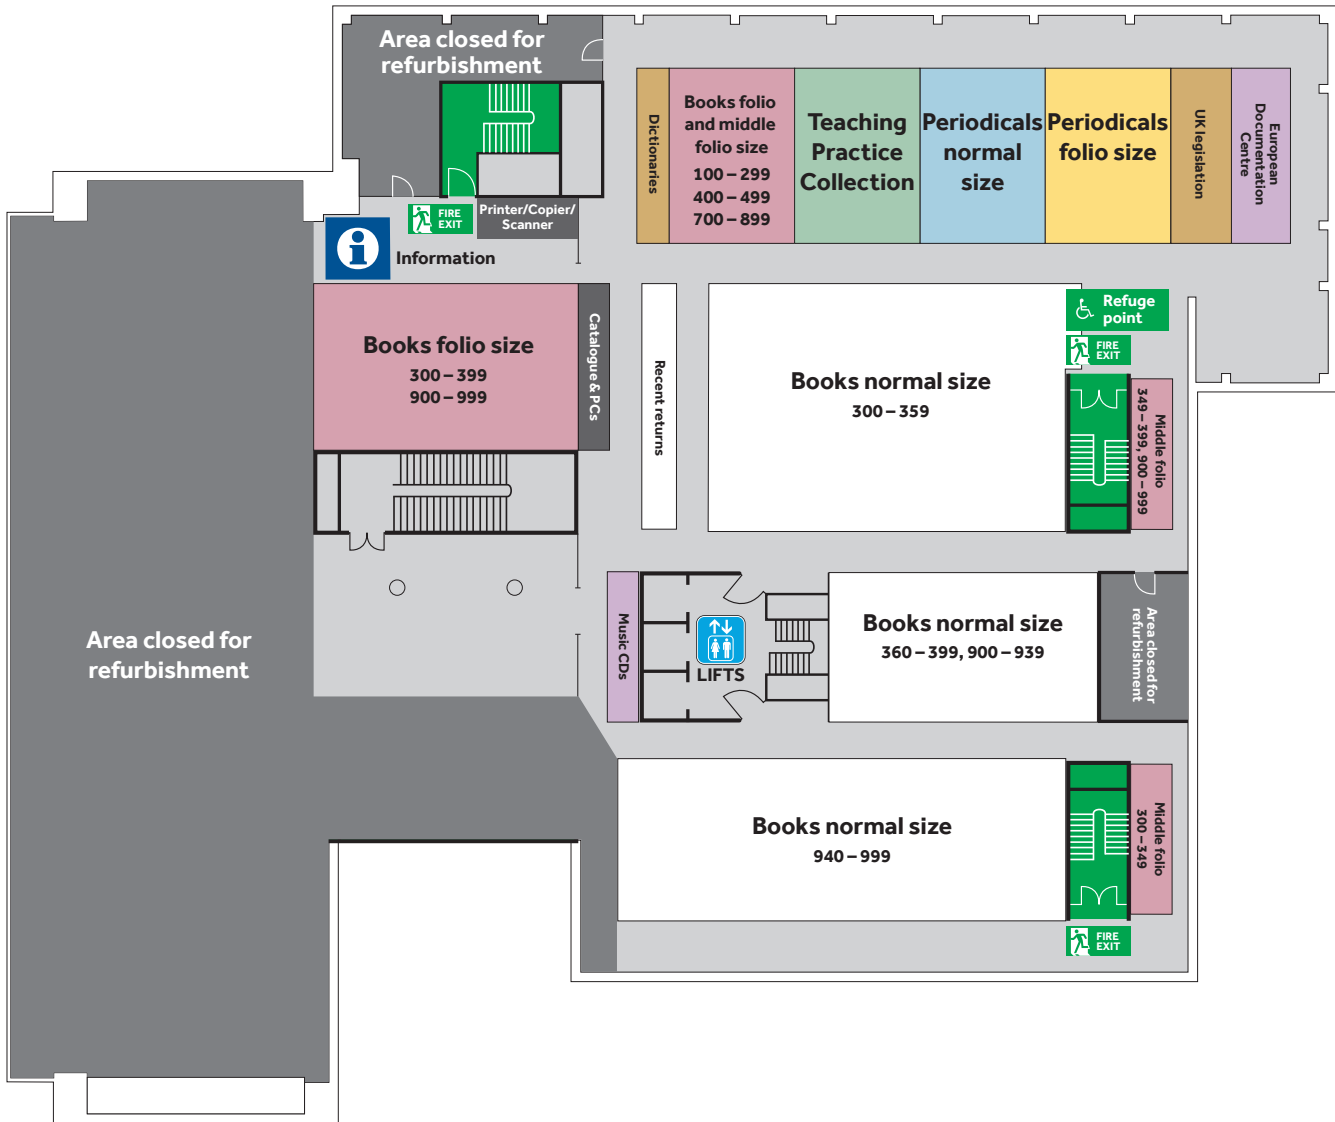 Area closed for
refurbishment
Dictionaries
Books folio
and middle
folio size
100 – 299
400 – 499
700 – 899
Teaching
Practice
Collection
Periodicals
normal
size
Periodicals
folio size
UK legislation
European
Documentation
Centre
FIRE
EXIT
Printer/Copier/
Scanner
i
Information
Books folio size
300 – 399
900 – 999
Catalogue & PCs
Recent returns
Books normal size
300 – 359
Refuge
point
FIRE
EXIT
Middle folio
349 – 399, 900 – 999
Area closed for
refurbishment
Music CDs
LIFTS
Books normal size
360 – 399, 900 – 939
Area closed for
refurbishment
Books normal size
940 – 999
Middle folio
300 – 349
FIRE
EXIT